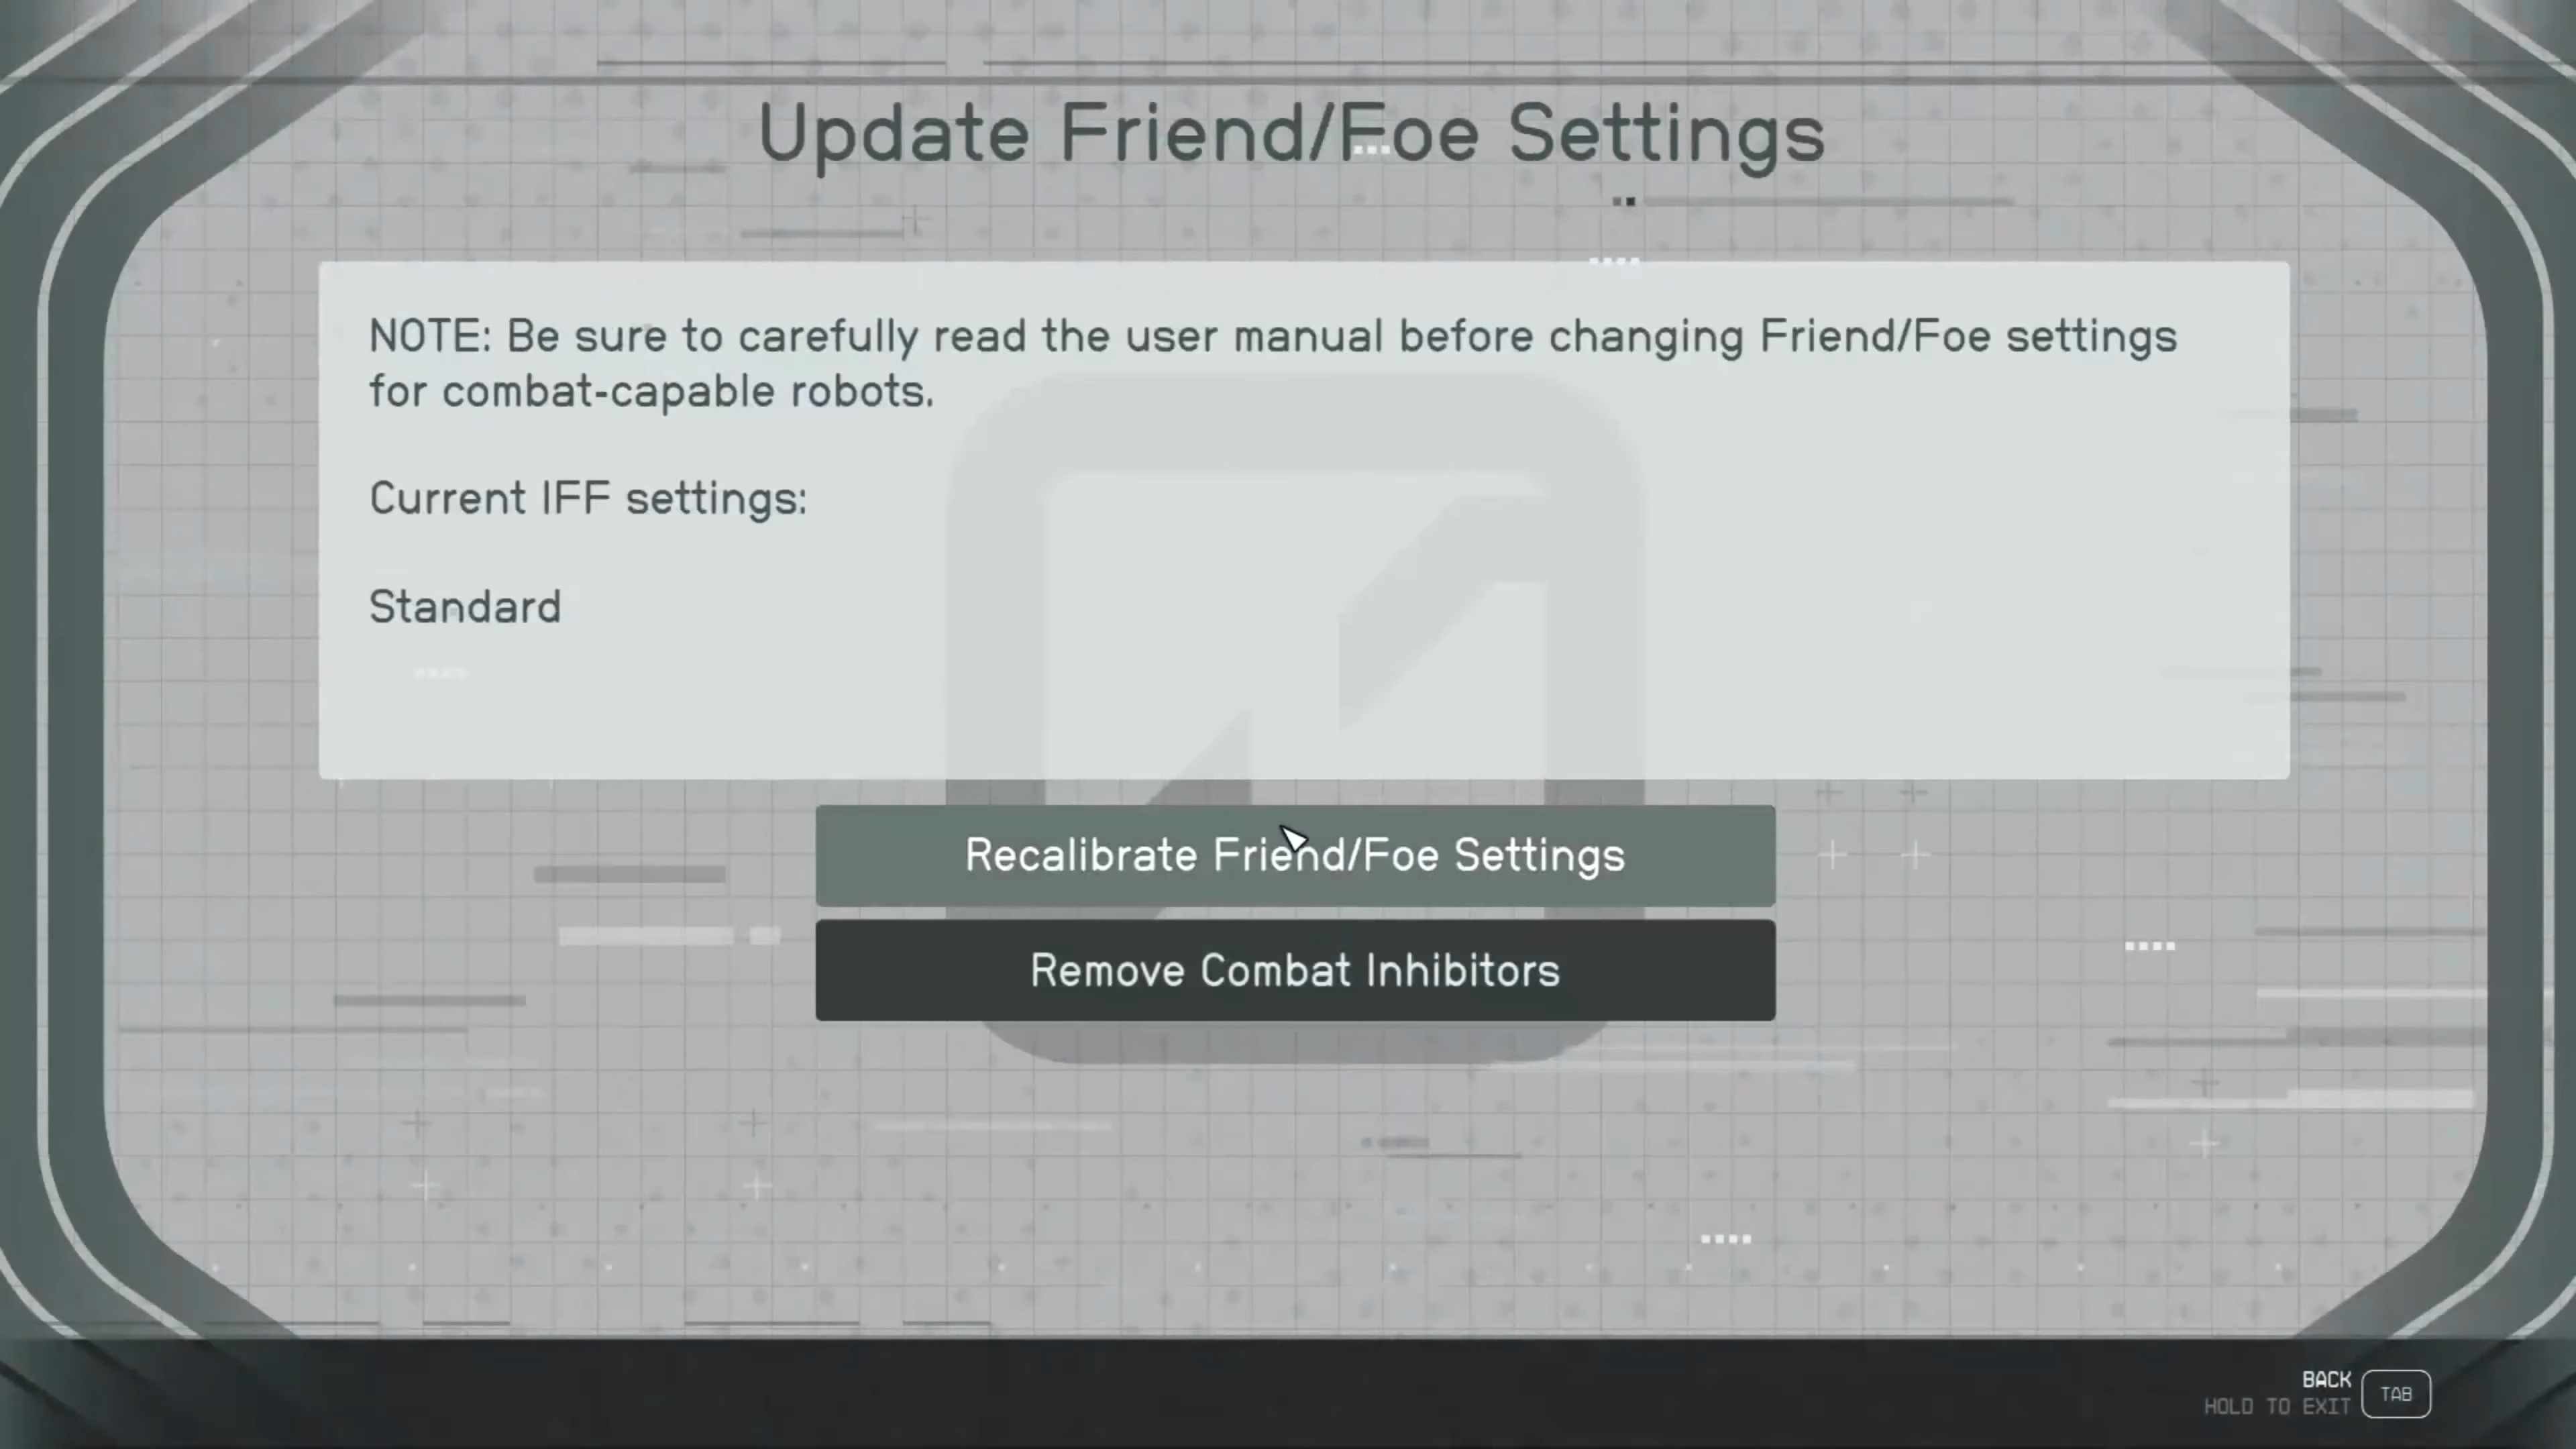 Update Friend/Foe Settings
NOTE: Be sure to carefully read the user manual before changing Friend/Foe settings
for combat-capable robots.
Current IFF settings:
Standard
Recalibrate Friend/Foe Settings
Remove Combat Inhibitors
BACK
HOLD TO EXIT
TAB